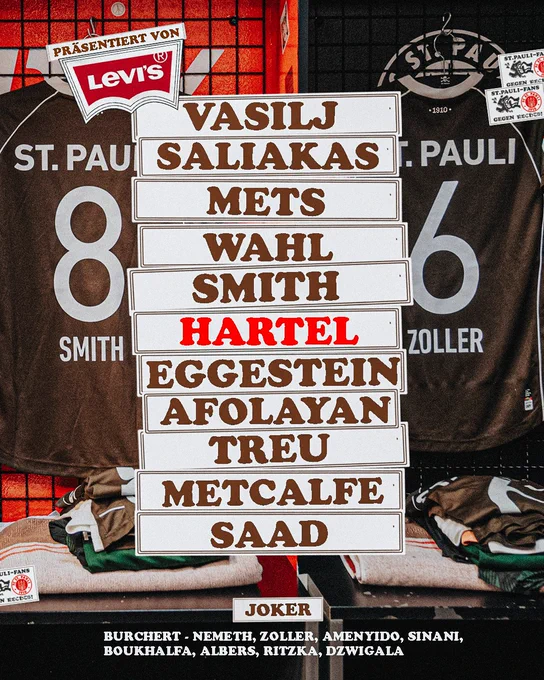 PRÄSENTIERT VON
LEVI'S®
ST. PAULI
· 1910 ·
ST.PAULI-FANS
GEGEN RECHTS!
ST. PAULI
8
SMITH
T. PAULI
6
ZOLLER
VASILJ
SALIAKAS
METS
WAHL
SMITH
HARTEL
EGGESTEIN
AFOLAYAN
TREU
METCALFE
SAAD
JOKER
BURCHERT - NEMETH, ZOLLER, AMENYIDO, SINANI,
BOUKHALFA, ALBERS, RITZKA, DZWIGALA